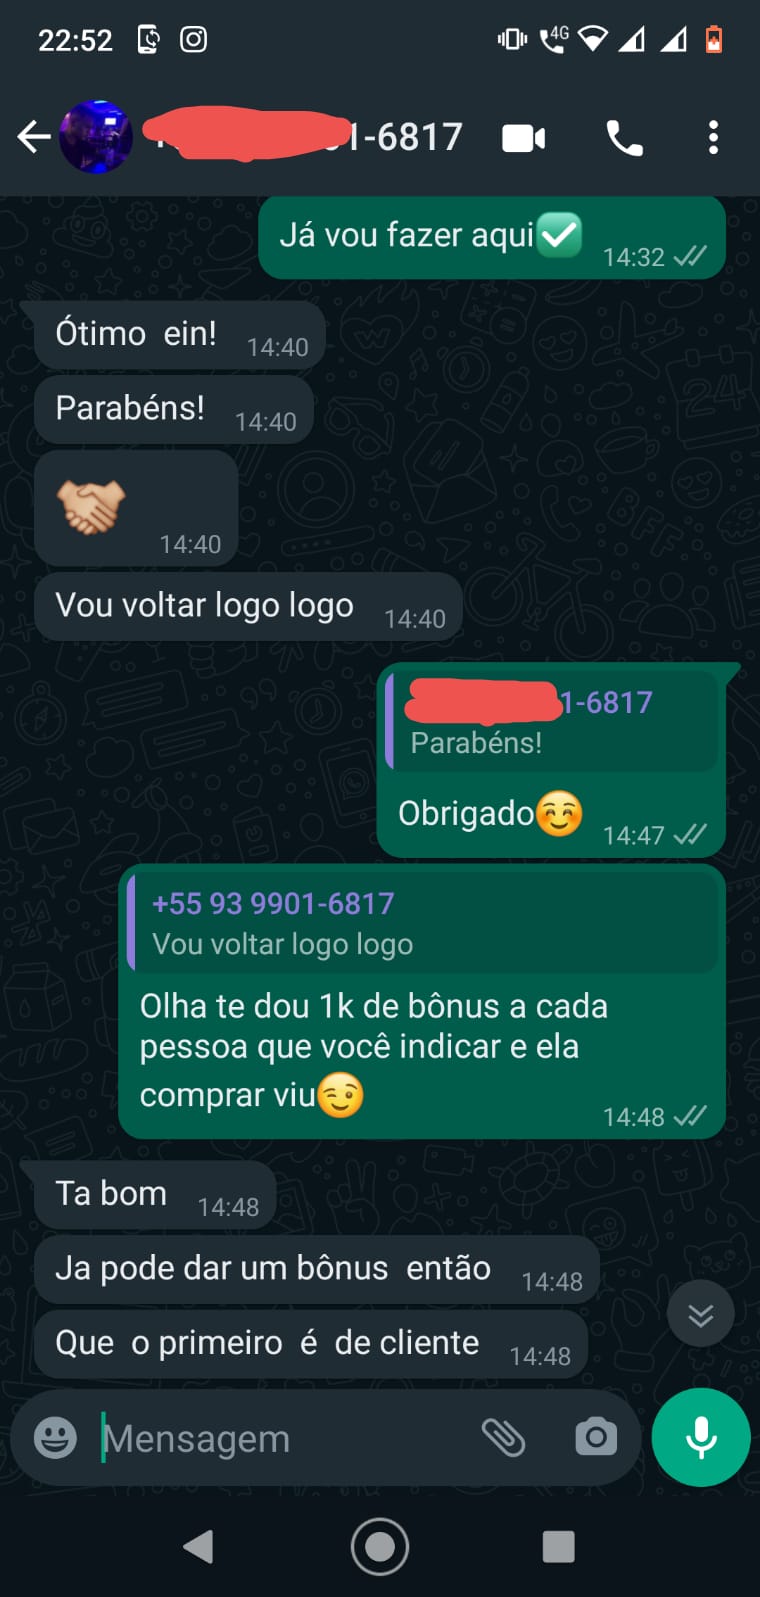 22:52
4G
1-6817
Já vou fazer aqui✅
14:32
Ótimo ein!
14:40
Parabéns!
14:40
14:40
Vou voltar logo logo
14:40
1-6817
Parabéns!
Obrigado☺️
14:47
+55 93 9901-6817
Vou voltar logo logo
Olha te dou 1k de bônus a cada
pessoa que você indicar e ela
comprar viu😉
14:48
Ta bom
14:48
Ja pode dar um bônus então
14:48
Que o primeiro é de cliente
14:48
Mensagem